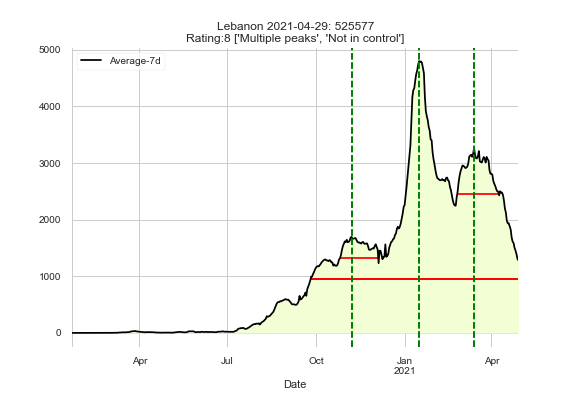 Lebanon 2021-04-29: 525577
Rating:8 ['Multiple peaks', 'Not in control']
Average-7d
5000
4000
3000
2000
1000
0
Apr
Jul
Oct
Jan
2021
Apr
Date